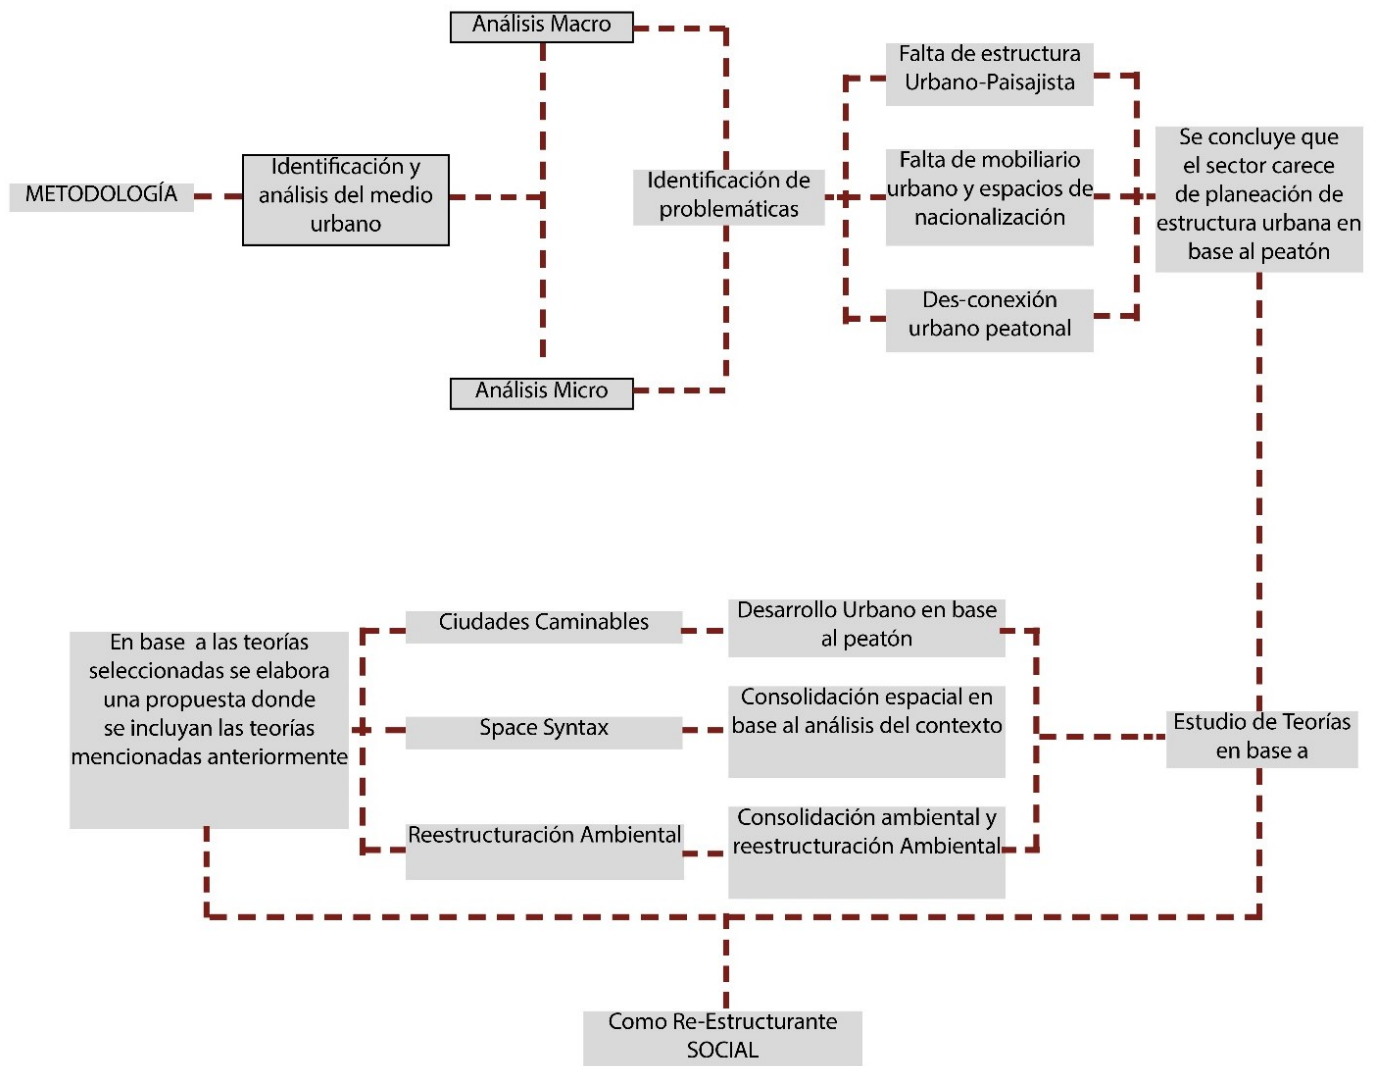 Análisis Macro
METODOLOGÍA
Identificación y
análisis del medio
urbano
Análisis Micro
Identificación de
problemáticas
Falta de estructura
Urbano-Paisajista
Falta de mobiliario
urbano y espacios de
nacionalización
Des-conexión
urbano peatonal
Se concluye que
el sector carece
de planeación de
estructura urbana en
base al peatón
Estudio de Teorías
en base a
Desarrollo Urbano en base
al peatón
Consolidación espacial en
base al análisis del contexto
Consolidación ambiental y
reestructuración Ambiental
Ciudades Caminables
Space Syntax
Reestructuración Ambiental
En base a las teorías
seleccionadas se elabora
una propuesta donde
se incluyan las teorías
mencionadas anteriormente
Como Re-Estructurante
SOCIAL